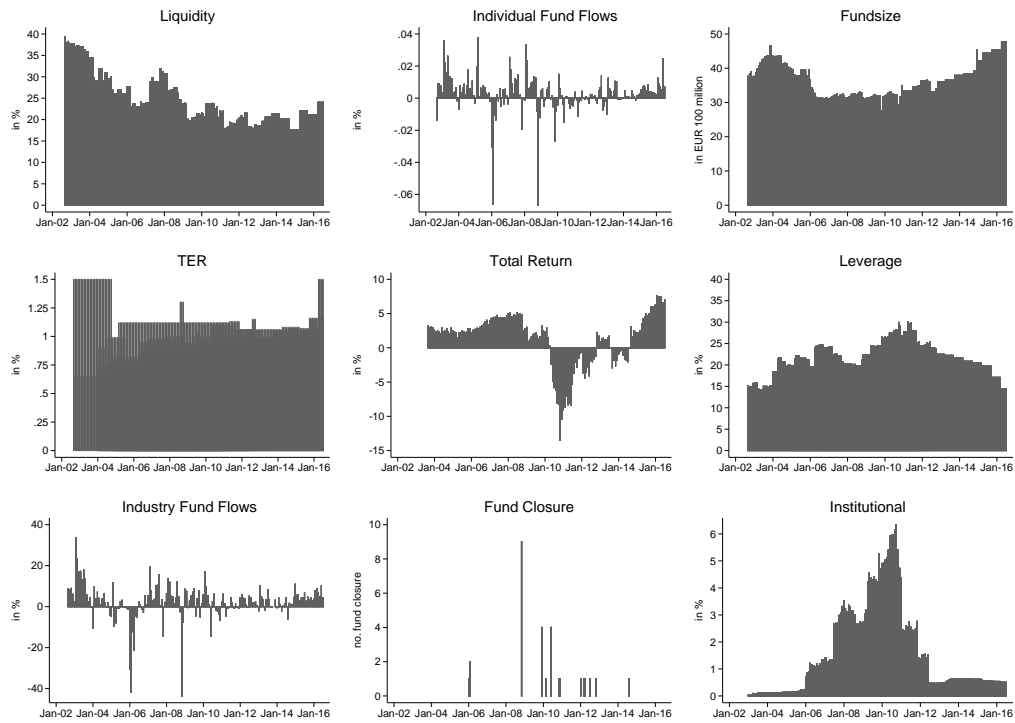 Liquidity
in %
40
35
30
25
20
15
10
5
0
Jan-02 Jan-04 Jan-06 Jan-08 Jan-10 Jan-12 Jan-14 Jan-16
Individual Fund Flows
in %
.04
.02
0
-.02
-.04
-.06
Jan-02 Jan-04 Jan-06 Jan-08 Jan-10 Jan-12 Jan-14 Jan-16
Fundsize
in EUR 100 million
50
40
30
20
10
0
Jan-02 Jan-04 Jan-06 Jan-08 Jan-10 Jan-12 Jan-14 Jan-16
TER
in %
1.5
1.25
1
.75
.5
.25
0
Jan-02 Jan-04 Jan-06 Jan-08 Jan-10 Jan-12 Jan-14 Jan-16
Total Return
in %
10
5
0
-5
-10
-15
Jan-02 Jan-04 Jan-06 Jan-08 Jan-10 Jan-12 Jan-14 Jan-16
Leverage
in %
40
35
30
25
20
15
10
5
0
Jan-02 Jan-04 Jan-06 Jan-08 Jan-10 Jan-12 Jan-14 Jan-16
Industry Fund Flows
in %
40
20
0
-20
-40
Jan-02 Jan-04 Jan-06 Jan-08 Jan-10 Jan-12 Jan-14 Jan-16
Fund Closure
no. fund closure
10
8
6
4
2
0
Jan-02 Jan-04 Jan-06 Jan-08 Jan-10 Jan-12 Jan-14 Jan-16
Institutional
in %
6
5
4
3
2
1
0
Jan-02 Jan-04 Jan-06 Jan-08 Jan-10 Jan-12 Jan-14 Jan-16